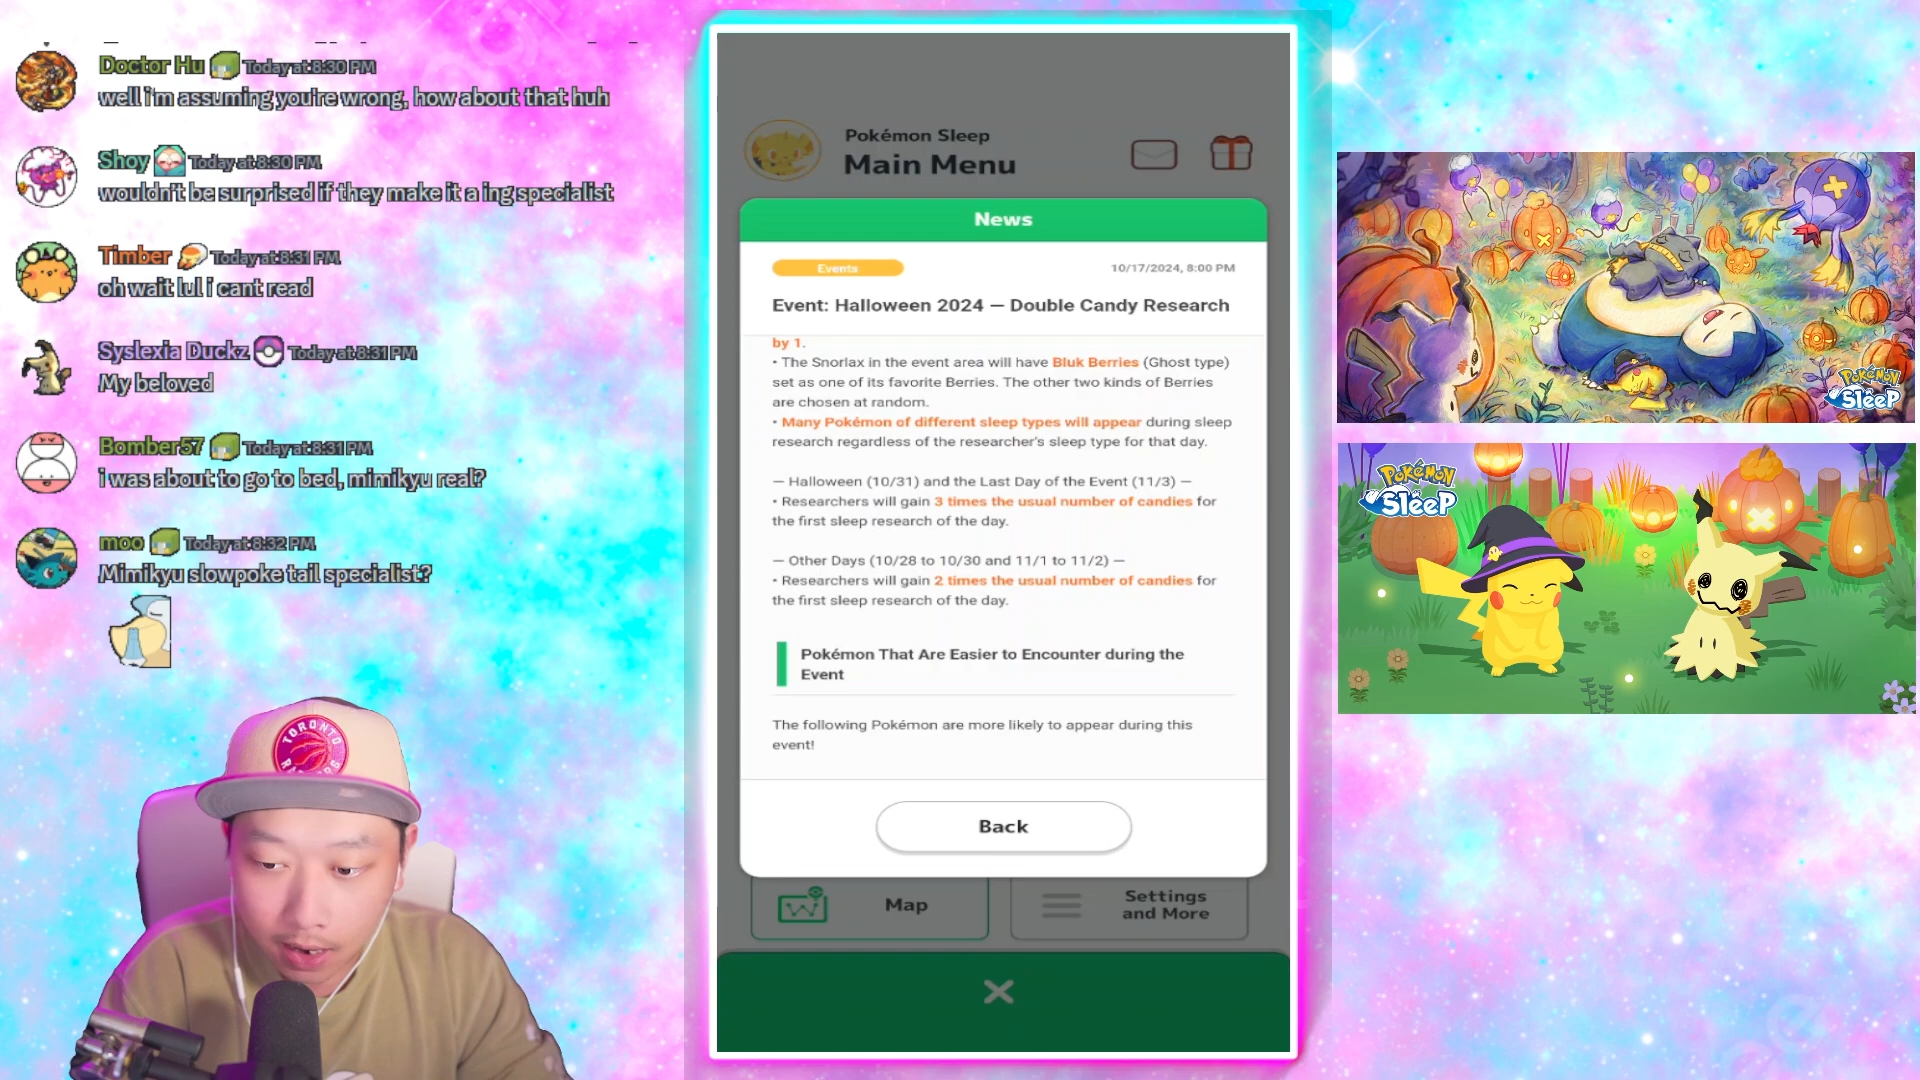 Doctor Hu Today at 8:30 PM
well i'm assuming you're wrong, how about that huh
Shoy Today at 8:30 PM
wouldn't be surprised if they make it a ing specialist
Timber Today at 8:31 PM
oh wait lul i cant read
Syslexia Duckz Today at 8:31 PM
My beloved
Bomber57 Today at 8:31 PM
i was about to go to bed, mimikyu real?
moo Today at 8:32 PM
Mimikyu slowpoke tail specialist?
TORONTO
Pokémon Sleep
Main Menu
News
Events
10/17/2024, 8:00 PM
Event: Halloween 2024 — Double Candy Research
by 1.
• The Snorlax in the event area will have Bluk Berries (Ghost type)
set as one of its favorite Berries. The other two kinds of Berries
are chosen at random.
• Many Pokémon of different sleep types will appear during sleep
research regardless of the researcher's sleep type for that day.
— Halloween (10/31) and the Last Day of the Event (11/3) —
• Researchers will gain 3 times the usual number of candies for
the first sleep research of the day.
— Other Days (10/28 to 10/30 and 11/1 to 11/2) —
• Researchers will gain 2 times the usual number of candies for
the first sleep research of the day.
Pokémon That Are Easier to Encounter during the
Event
The following Pokémon are more likely to appear during this
event!
Back
Map
Settings
and More
Pokémon
Sleep
Pokémon
Sleep